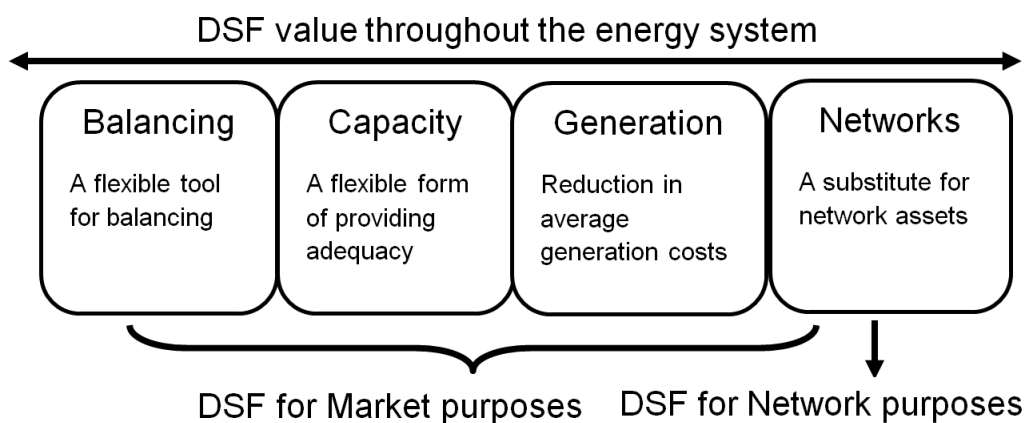 DSF value throughout the energy system
Balancing
A flexible tool
for balancing
Capacity
A flexible form
of providing
adequacy
Generation
Reduction in
average
generation costs
Networks
A substitute for
network assets
DSF for Market purposes
DSF for Network purposes